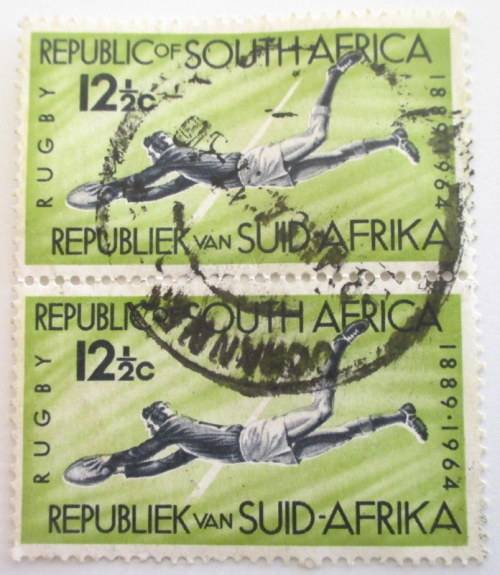 REPUBLIC OF SOUTH AFRICA
12½c
RUGBY
1889·1964
REPUBLIEK VAN SUID-AFRIKA
REPUBLIC OF SOUTH AFRICA
12½c
RUGBY
1889·1964
REPUBLIEK VAN SUID-AFRIKA